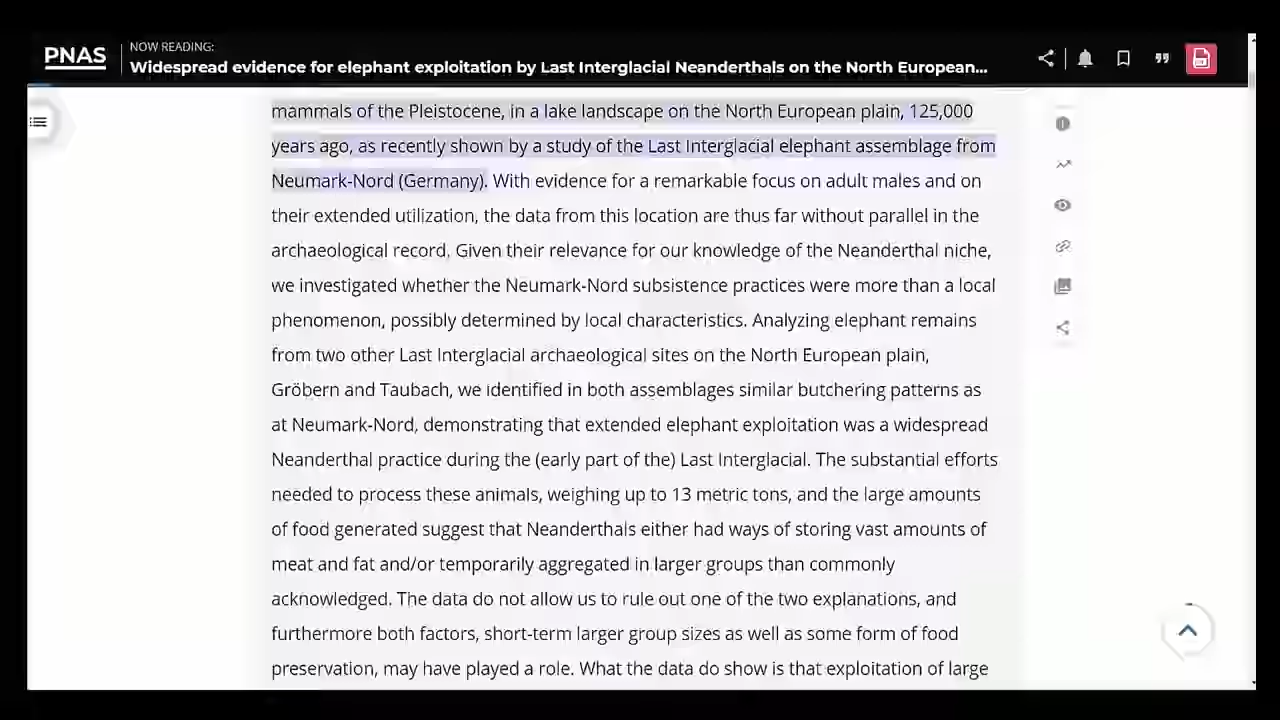 PNAS
NOW READING:
Widespread evidence for elephant exploitation by Last Interglacial Neanderthals on the North European...
mammals of the Pleistocene, in a lake landscape on the North European plain, 125,000
years ago, as recently shown by a study of the Last Interglacial elephant assemblage from
Neumark-Nord (Germany). With evidence for a remarkable focus on adult males and on
their extended utilization, the data from this location are thus far without parallel in the
archaeological record. Given their relevance for our knowledge of the Neanderthal niche,
we investigated whether the Neumark-Nord subsistence practices were more than a local
phenomenon, possibly determined by local characteristics. Analyzing elephant remains
from two other Last Interglacial archaeological sites on the North European plain,
Gröbern and Taubach, we identified in both assemblages similar butchering patterns as
at Neumark-Nord, demonstrating that extended elephant exploitation was a widespread
Neanderthal practice during the (early part of the) Last Interglacial. The substantial efforts
needed to process these animals, weighing up to 13 metric tons, and the large amounts
of food generated suggest that Neanderthals either had ways of storing vast amounts of
meat and fat and/or temporarily aggregated in larger groups than commonly
acknowledged. The data do not allow us to rule out one of the two explanations, and
furthermore both factors, short-term larger group sizes as well as some form of food
preservation, may have played a role. What the data do show is that exploitation of large